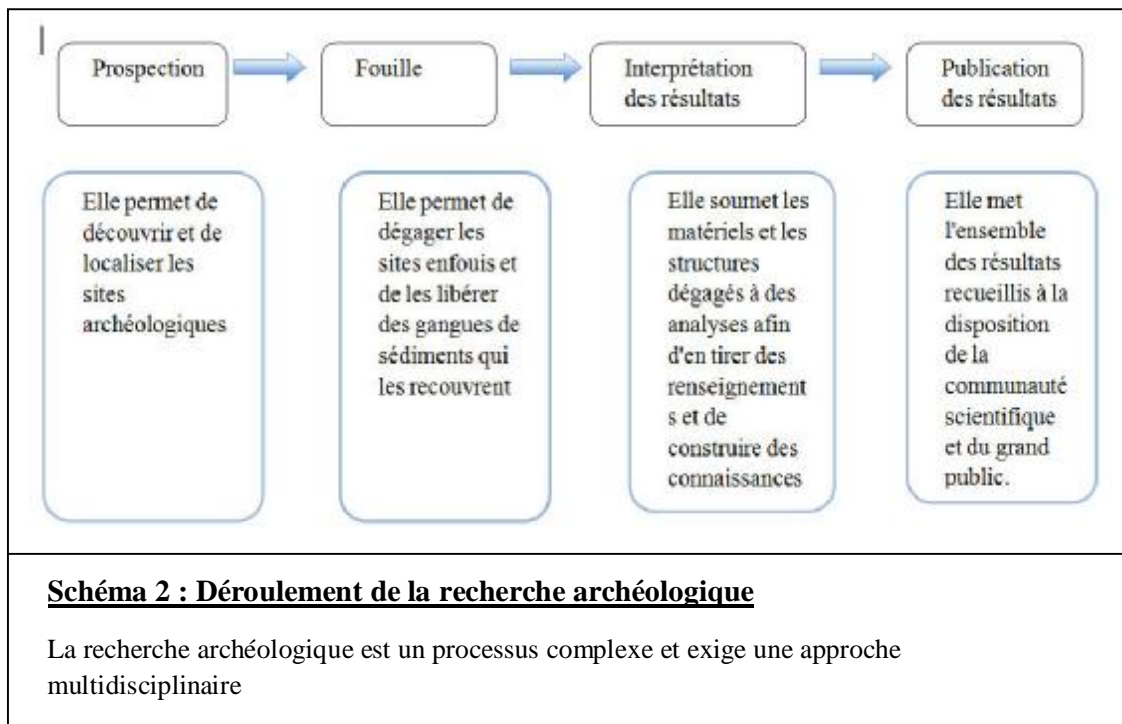 Prospection
Fouille
Interprétation
des résultats
Publication
des résultats
Elle permet de
découvrir et de
localiser les
sites
archéologiques
Elle permet de
dégager les
sites enfouis et
de les libérer
des gangues de
sédiments qui
les recouvrent
Elle soumet les
matériels et les
structures
dégagés à des
analyses afin
d'en tirer des
renseignement
s et de
construire des
connaissances
Elle met
l'ensemble
des résultats
recueillis à la
disposition
de la
communauté
scientifique
et du grand
public.
Schéma 2 : Déroulement de la recherche archéologique
La recherche archéologique est un processus complexe et exige une approche
multidisciplinaire